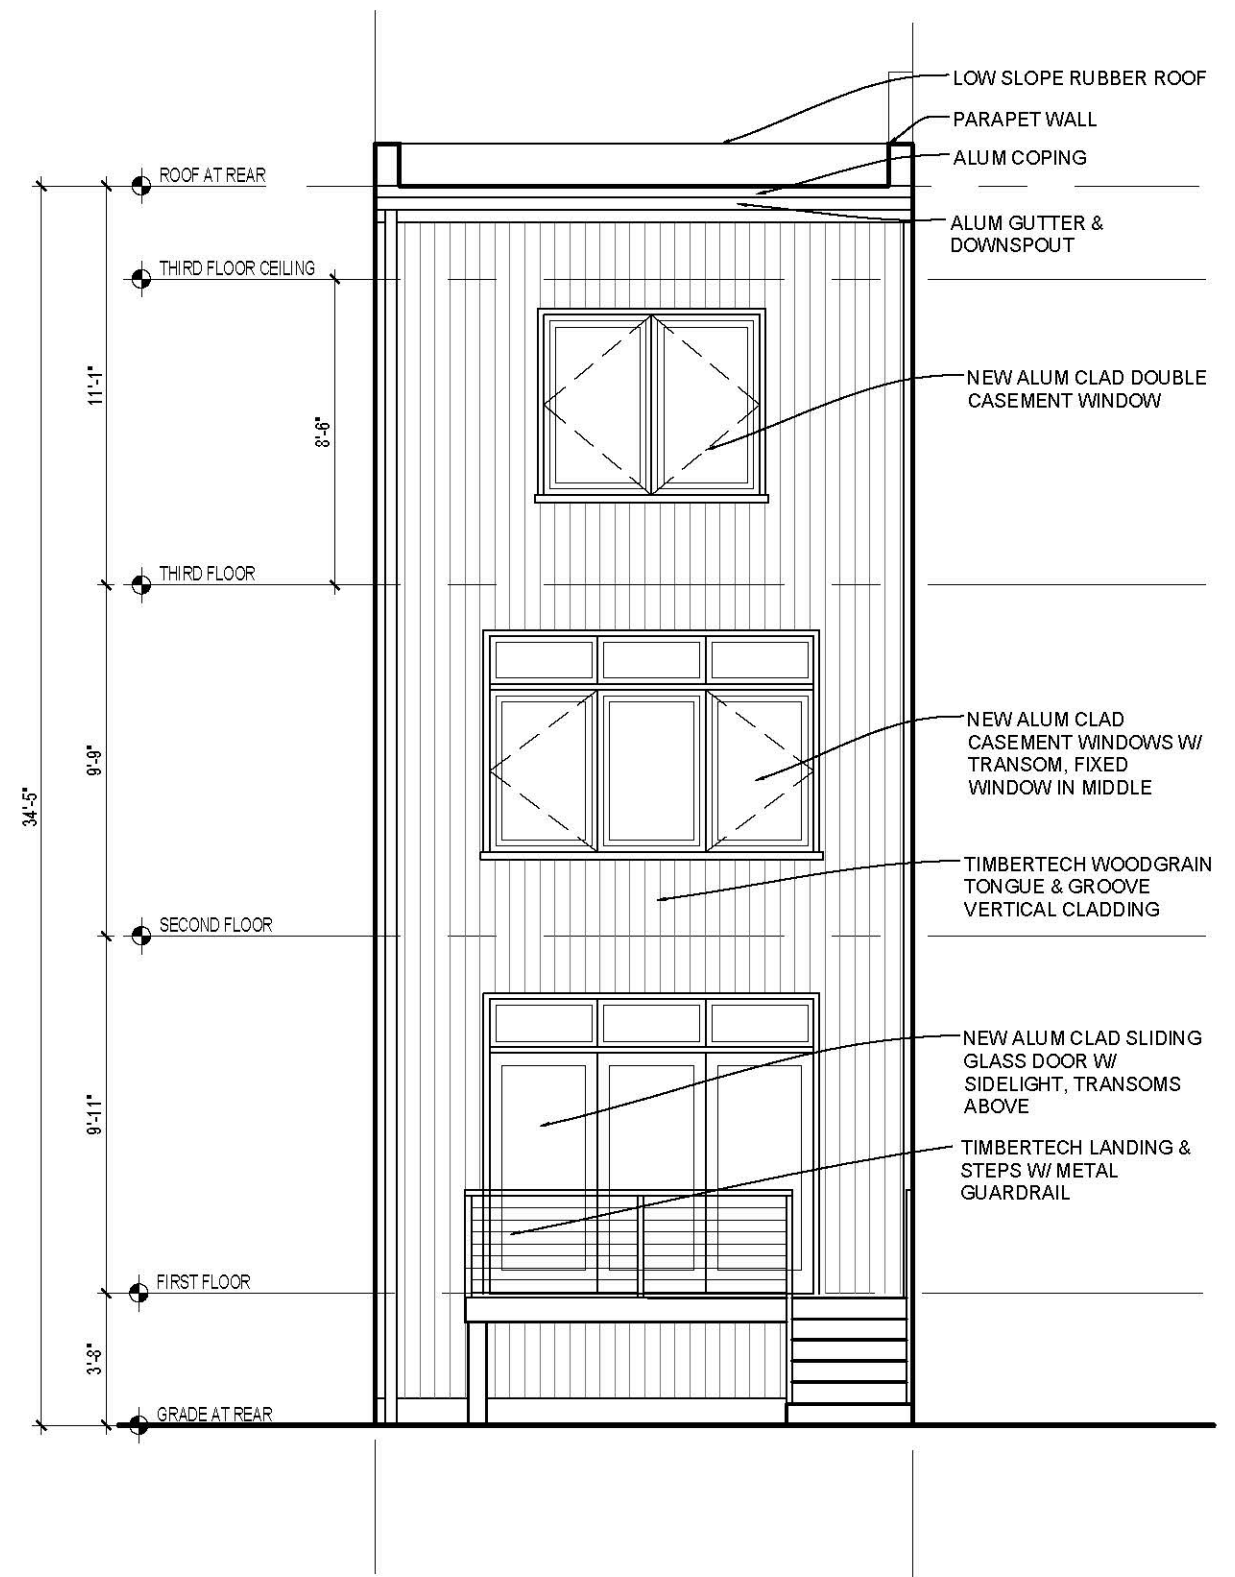 LOW SLOPE RUBBER ROOF
PARAPET WALL
ALUM COPING
ROOF AT REAR
ALUM GUTTER &
DOWNSPOUT
THIRD FLOOR CEILING
11'-1"
8'-6"
NEW ALUM CLAD DOUBLE
CASEMENT WINDOW
THIRD FLOOR
9'-9"
34'-5"
NEW ALUM CLAD
CASEMENT WINDOWS W/
TRANSOM, FIXED
WINDOW IN MIDDLE
TIMBERTECH WOODGRAIN
TONGUE & GROOVE
VERTICAL CLADDING
SECOND FLOOR
9'-11"
NEW ALUM CLAD SLIDING
GLASS DOOR W/
SIDELIGHT, TRANSOMS
ABOVE
TIMBERTECH LANDING &
STEPS W/ METAL
GUARDRAIL
FIRST FLOOR
3'-8"
GRADE AT REAR